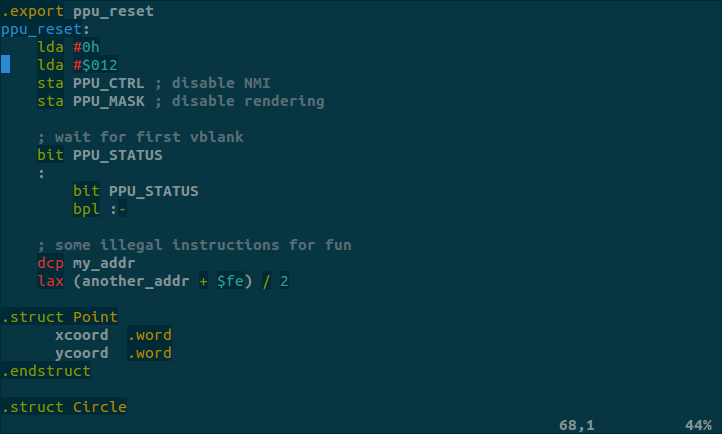 .export ppu_reset
ppu_reset:
    lda #0h
    lda #$012
    sta PPU_CTRL ; disable NMI
    sta PPU_MASK ; disable rendering

    ; wait for first vblank
    bit PPU_STATUS
    :
        bit PPU_STATUS
        bpl :-

    ; some illegal instructions for fun
    dcp my_addr
    lax (another_addr + $fe) / 2

.struct Point
      xcoord  .word
      ycoord  .word
.endstruct

.struct Circle
68,1          44%